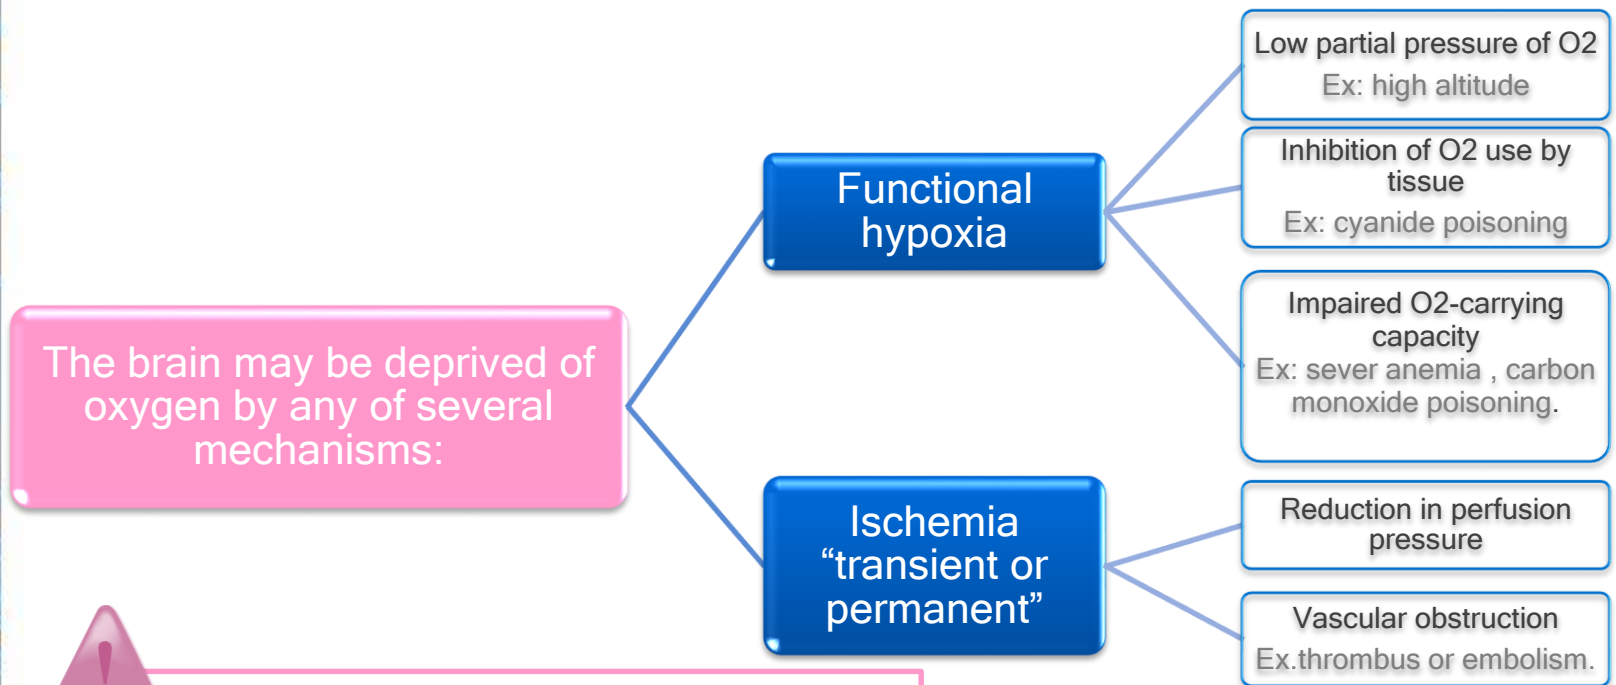 The brain may be deprived of
oxygen by any of several
mechanisms:
Functional
hypoxia
Low partial pressure of O2
Ex: high altitude
Inhibition of O2 use by
tissue
Ex: cyanide poisoning
Impaired O2-carrying
capacity
Ex: sever anemia , carbon
monoxide poisoning.
Ischemia
“transient or
permanent”
Reduction in perfusion
pressure
Vascular obstruction
Ex.thrombus or embolism.